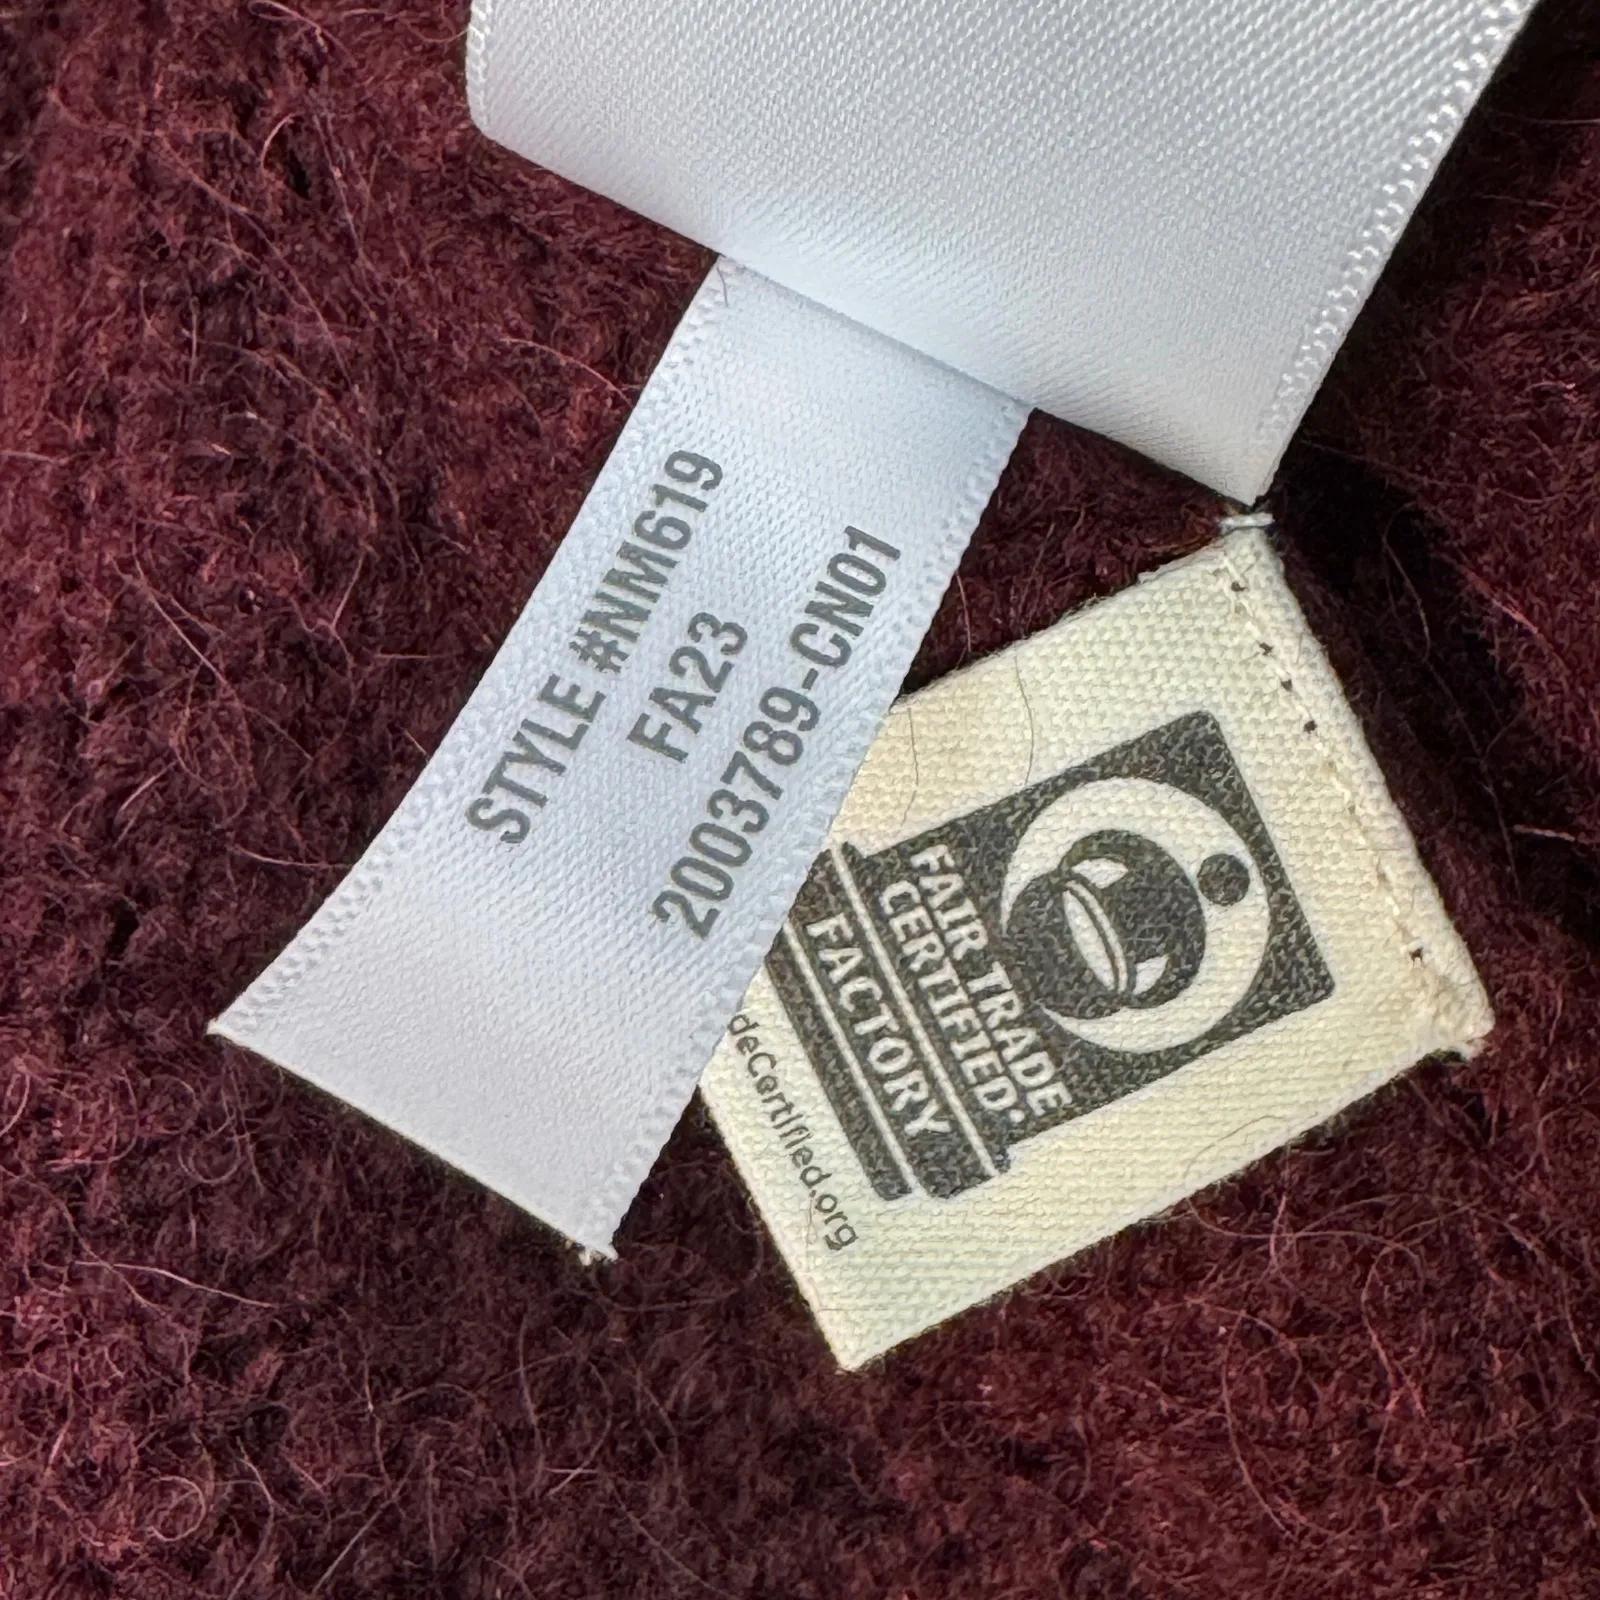 STYLE #NM619
FA23
2003789-CN01
FAIR TRADE
CERTIFIED
FACTORY
deCertified.org